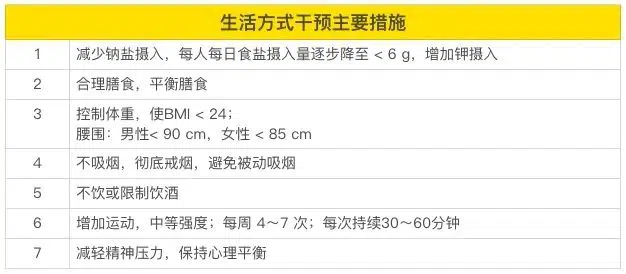 生活方式干预主要措施
1 减少钠盐摄入，每人每日食盐摄入量逐步降至 < 6 g，增加钾摄入
2 合理膳食，平衡膳食
3 控制体重，使BMI < 24；
腰围：男性< 90 cm，女性 < 85 cm
4 不吸烟，彻底戒烟，避免被动吸烟
5 不饮或限制饮酒
6 增加运动，中等强度；每周 4～7 次；每次持续30～60分钟
7 减轻精神压力，保持心理平衡